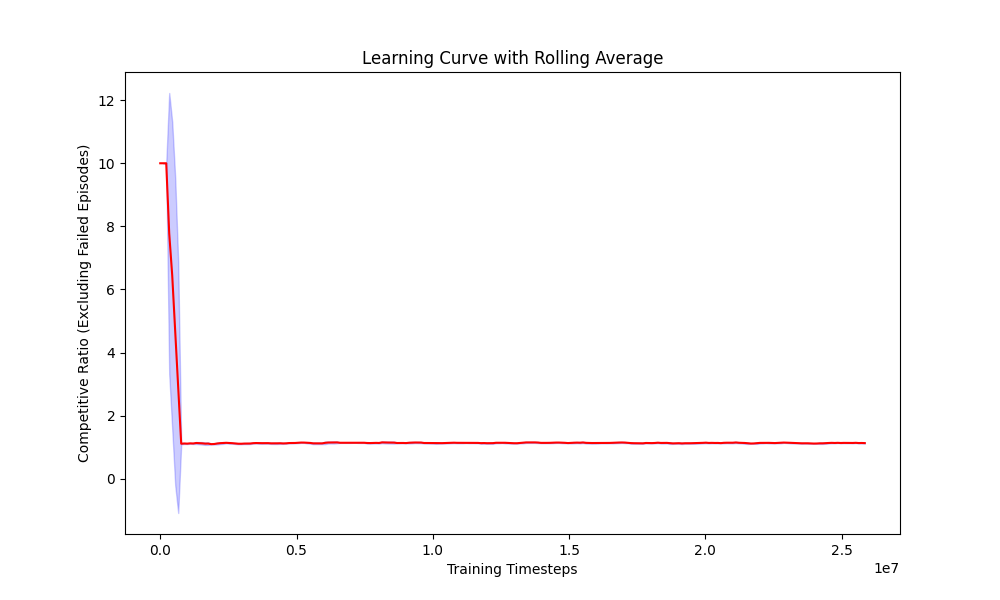 Learning Curve with Rolling Average
Competitive Ratio (Excluding Failed Episodes)
12
10
8
6
4
2
0
0.0 0.5 1.0 1.5 2.0 2.5
1e7
Training Timesteps